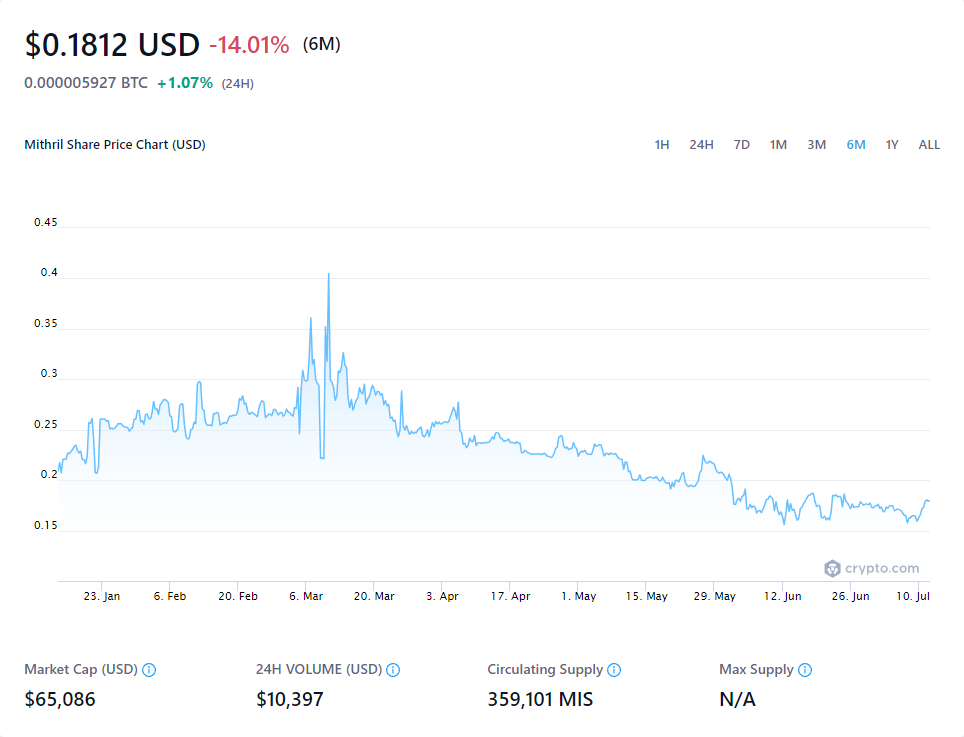 $0.1812 USD -14.01% (6M)
0.000005927 BTC +1.07% (24H)
Mithril Share Price Chart (USD) 1H 24H 7D 1M 3M 6M 1Y ALL
0.45
0.4
0.35
0.3
0.25
0.2
0.15
crypto.com
23. Jan 6. Feb 20. Feb 6. Mar 20. Mar 3. Apr 17. Apr 1. May 15. May 29. May 12. Jun 26. Jun 10. Jul
Market Cap (USD) 24H VOLUME (USD) Circulating Supply Max Supply
$65,086 $10,397 359,101 MIS N/A